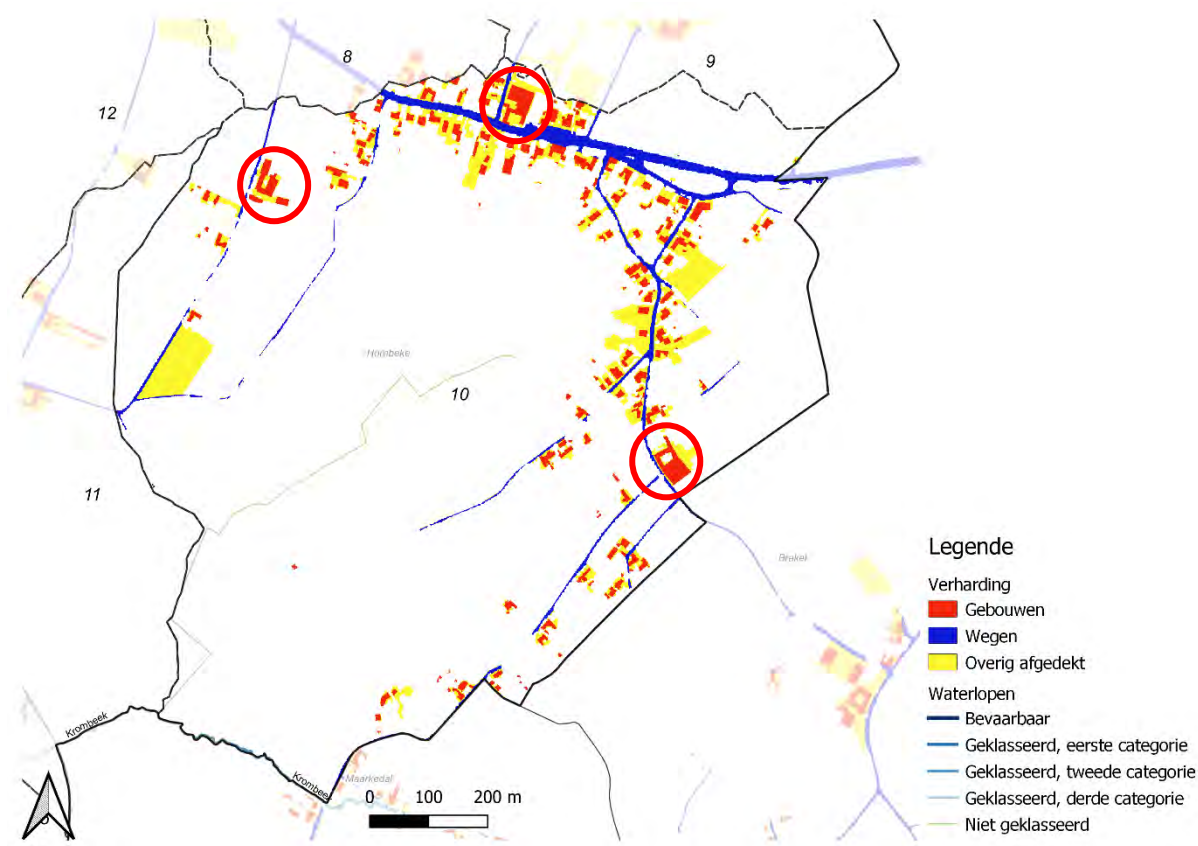 8
9
12
Hombeke
10
11
Brakel
Krombeek
Krombeek
Maarkedal
0 100 200 m
Legende
Verharding
Gebouwen
Wegen
Overig afgedekt
Waterlopen
Bevaarbaar
Geklasseerd, eerste categorie
Geklasseerd, tweede categorie
Geklasseerd, derde categorie
Niet geklasseerd